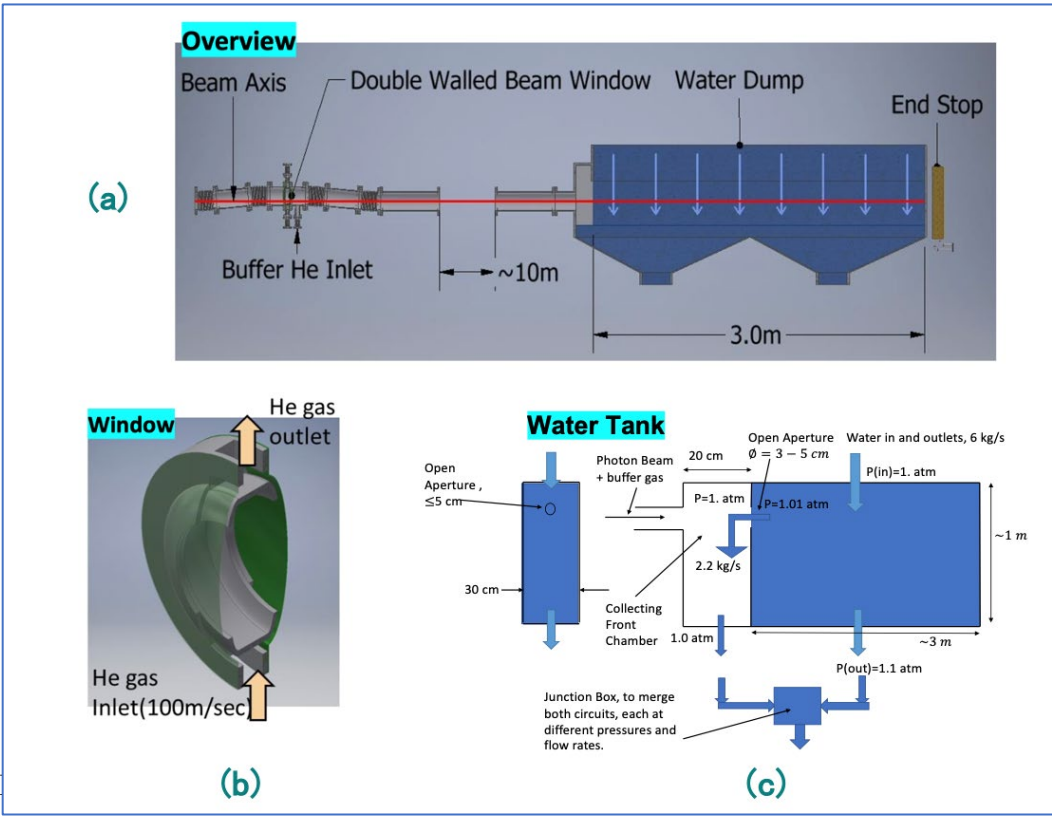 Overview
Beam Axis
Double Walled Beam Window
Water Dump
End Stop
(a)
Buffer He Inlet
~10m
3.0m
Window
He gas
outlet
He gas
Inlet(100m/sec)
(b)
Water Tank
Open
Aperture ,
≤5 cm
30 cm
Photon Beam
+ buffer gas
20 cm
Open Aperture
Ø = 3 − 5 cm
Water in and outlets, 6 kg/s
P(in)=1. atm
P=1. atm
P=1.01 atm
2.2 kg/s
~1 m
Collecting
Front
Chamber
1.0 atm
~3 m
P(out)=1.1 atm
Junction Box, to merge
both circuits, each at
different pressures and
flow rates.
(c)